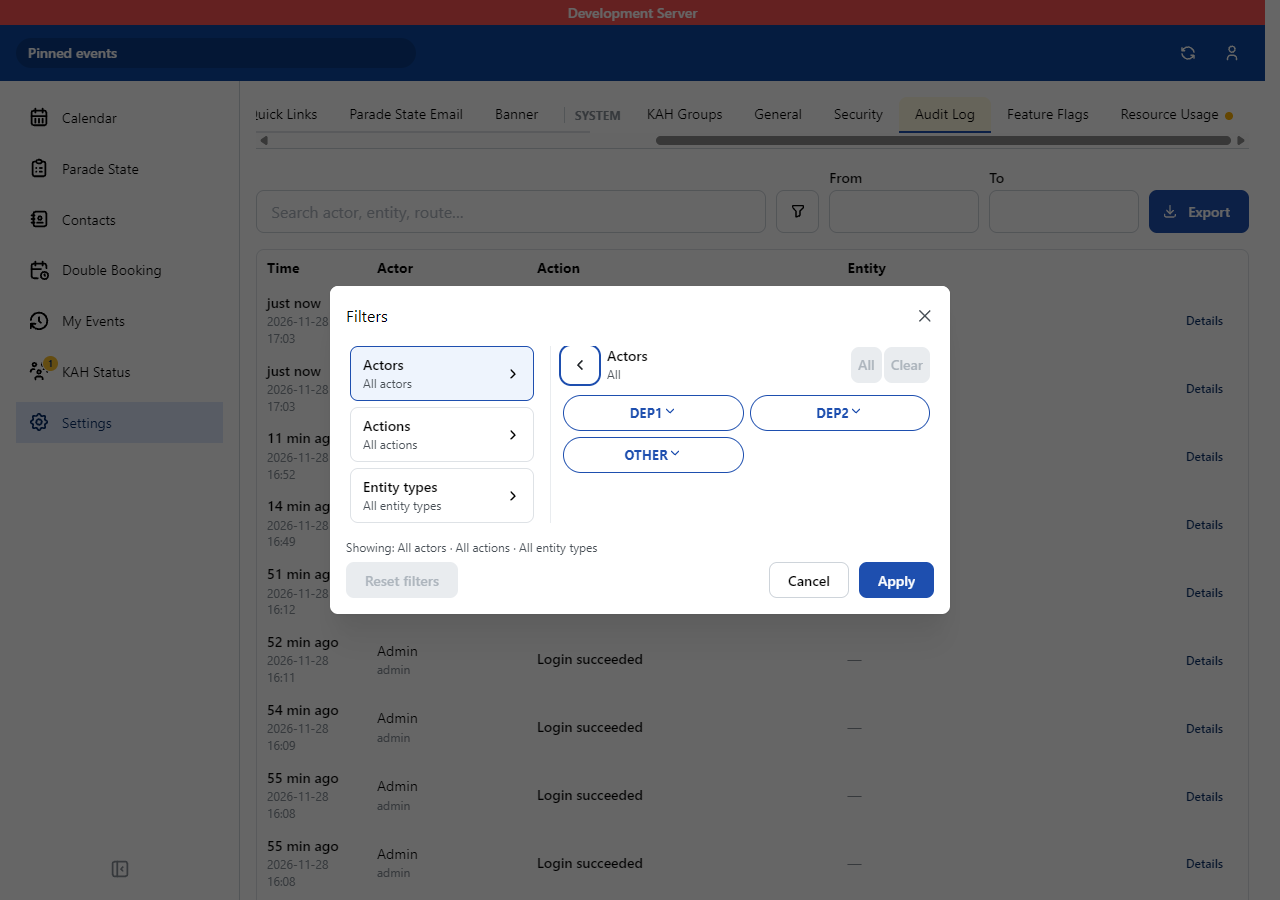 Development Server
Pinned events
Calendar
Parade State
Contacts
Double Booking
My Events
1
KAH Status
Settings
uick Links
Parade State Email
Banner
SYSTEM
KAH Groups
General
Security
Audit Log
Feature Flags
Resource Usage
From
To
Search actor, entity, route...
Export
Time Actor Action Entity
just now
2026-11-28
17:03
Details
just now
2026-11-28
17:03
Details
11 min ag
2026-11-28
16:52
Details
14 min ag
2026-11-28
16:49
Details
51 min ag
2026-11-28
16:12
Details
Filters
Actors
All actors
Actions
All actions
Entity types
All entity types
Actors
All
All
Clear
DEP1
DEP2
OTHER
Showing: All actors · All actions · All entity types
Reset filters
Cancel
Apply
52 min ago
2026-11-28
16:11
Admin
admin
Login succeeded
—
Details
54 min ago
2026-11-28
16:09
Admin
admin
Login succeeded
—
Details
55 min ago
2026-11-28
16:08
Admin
admin
Login succeeded
—
Details
55 min ago
2026-11-28
16:08
Admin
admin
Login succeeded
—
Details